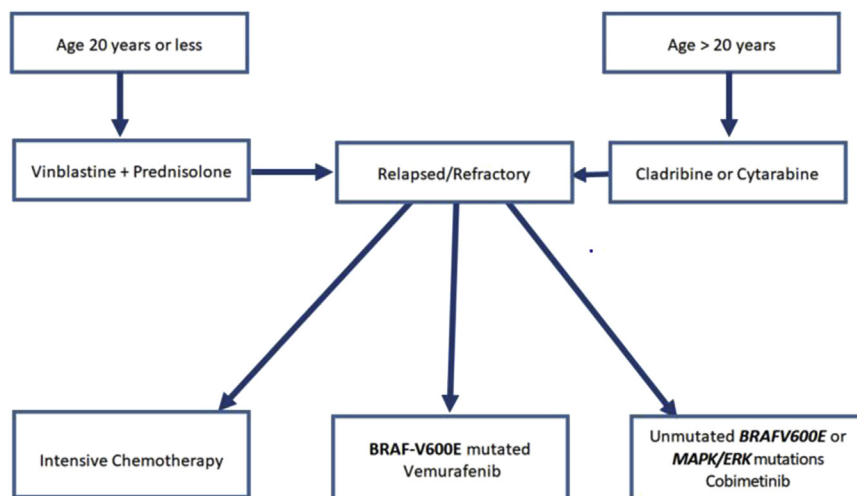 Age 20 years or less
Age > 20 years
Vinblastine + Prednisolone
Relapsed/Refractory
Cladribine or Cytarabine
Intensive Chemotherapy
BRAF-V600E mutated
Vemurafenib
Unmutated BRAFV600E or
MAPK/ERK mutations
Cobimetinib